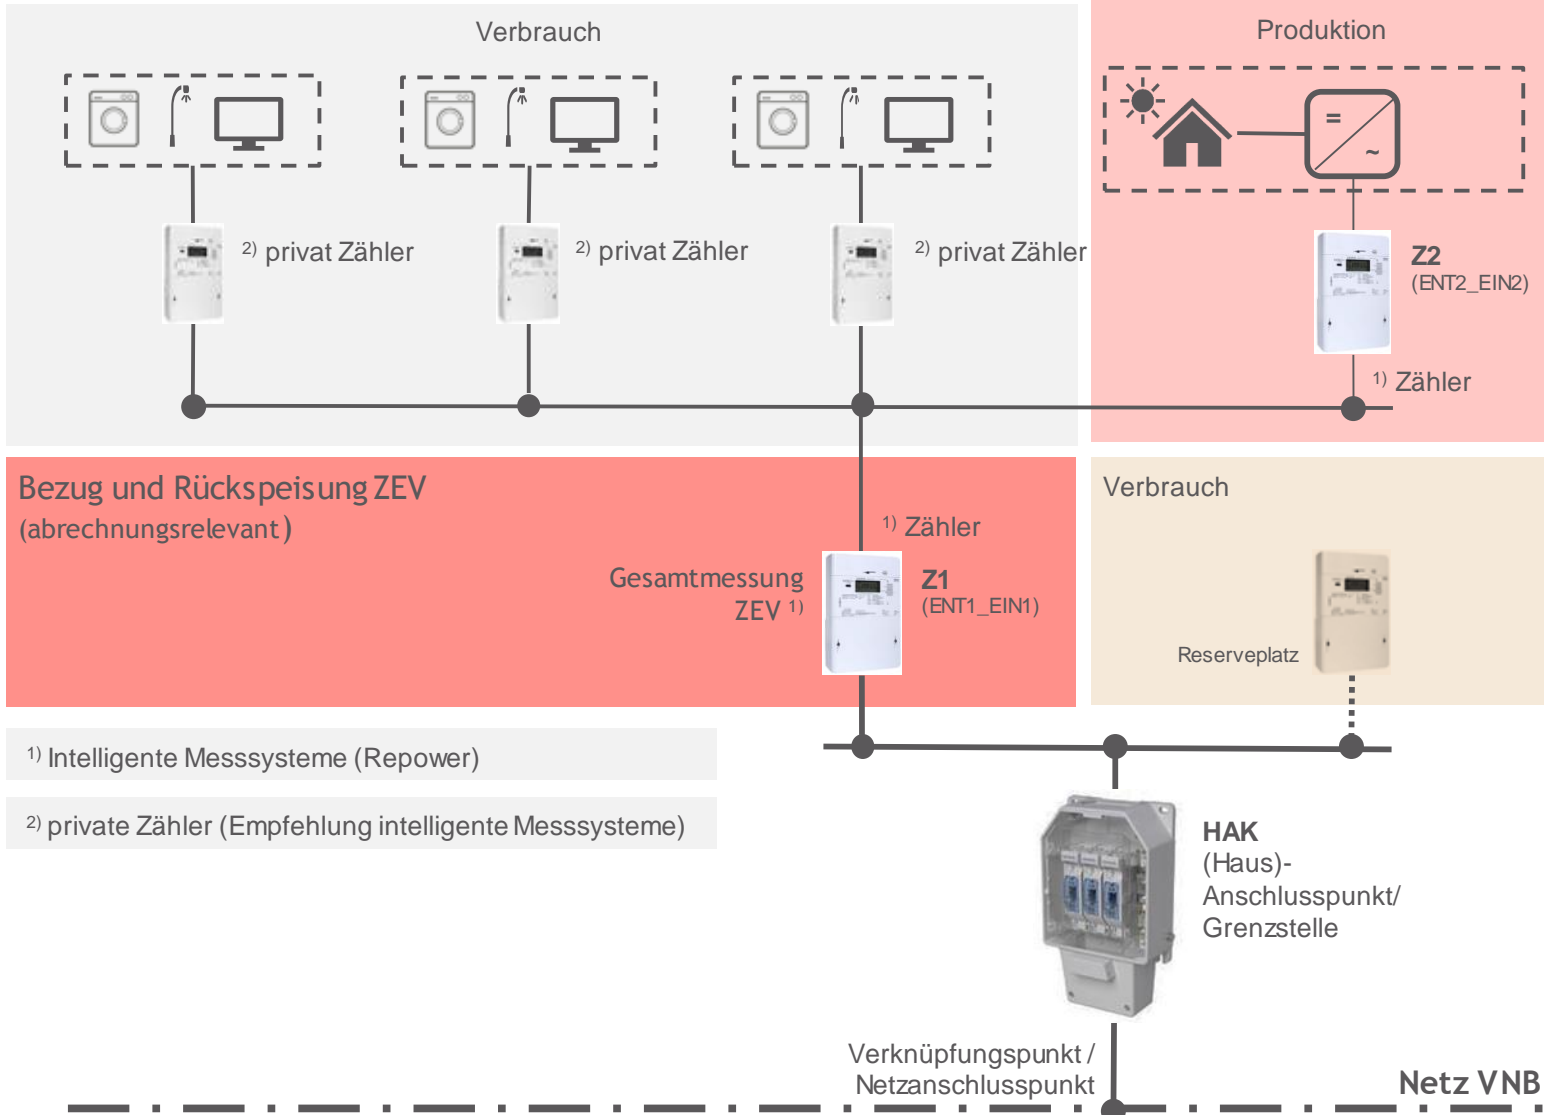 Verbrauch
Produktion
2) privat Zähler
2) privat Zähler
2) privat Zähler
Z2
(ENT2_EIN2)
1) Zähler
Bezug und Rückspeisung ZEV
(abrechnungsrelevant)
1) Zähler
Gesamtmessung
ZEV 1)
Z1
(ENT1_EIN1)
Verbrauch
Reserveplatz
1) Intelligente Messsysteme (Repower)
2) private Zähler (Empfehlung intelligente Messsysteme)
HAK
(Haus)-
Anschlusspunkt/
Grenzstelle
Verknüpfungspunkt /
Netzanschlusspunkt
Netz VNB